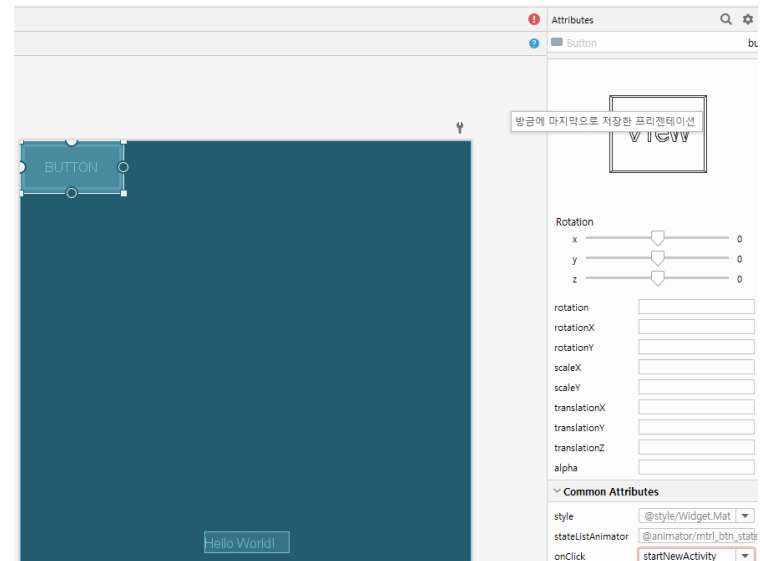 Attributes
Button
bu
방금에 마지막으로 저장한 프리젠테이션
View
BUTTON
Rotation
x 0
y 0
z 0
rotation
rotationX
rotationY
scaleX
scaleY
translationX
translationY
translationZ
alpha
Common Attributes
style @style/Widget.Mat
stateListAnimator @animator/mtrl_btn_state
onClick startNewActivity
Hello World!